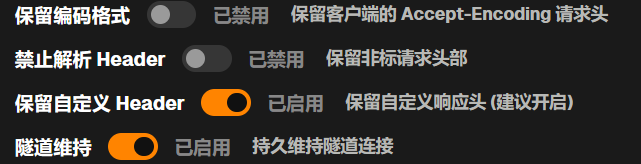 保留编码格式 已禁用 保留客户端的 Accept-Encoding 请求头
禁止解析 Header 已禁用 保留非标请求头部
保留自定义 Header 已启用 保留自定义响应头 (建议开启)
隧道维持 已启用 持久维持隧道连接